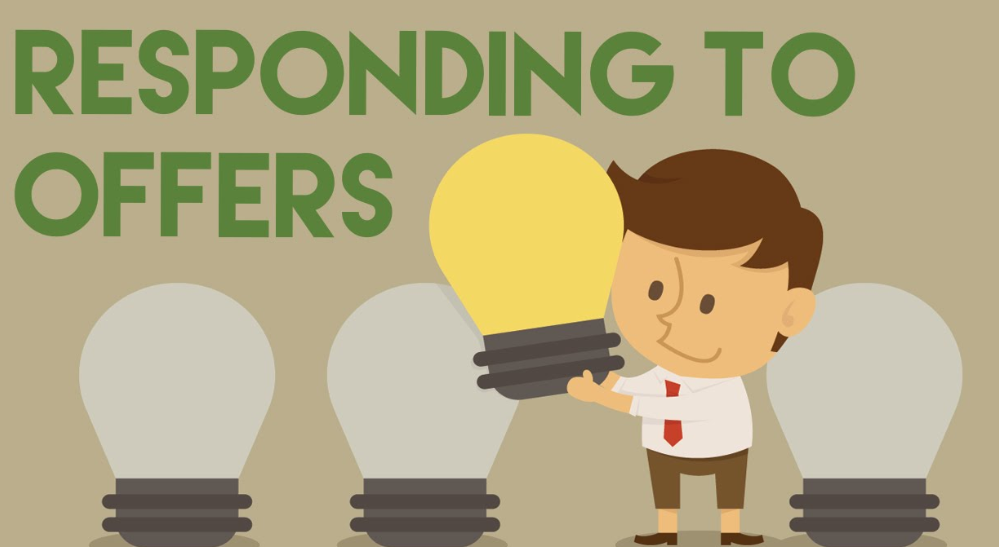 RESPONDING TO
OFFERS